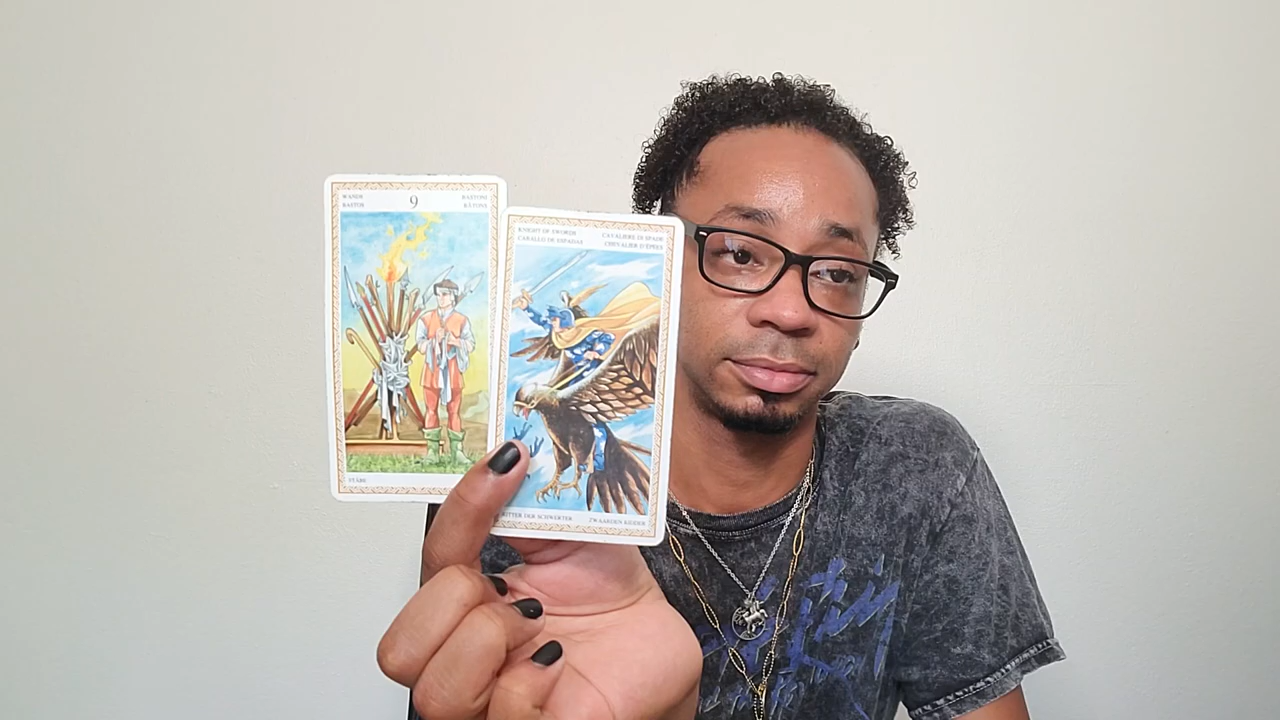 WANDS
BASTOS
9
BASTONI
BÂTONS
STÄBE
KNIGHT OF SWORDS
CABALLO DE ESPADAS
CAVALIERE DI SPADE
CHEVALIER D'ÉPÉES
RITTER DER SCHWERTER
ZWAARDEN RIDDER